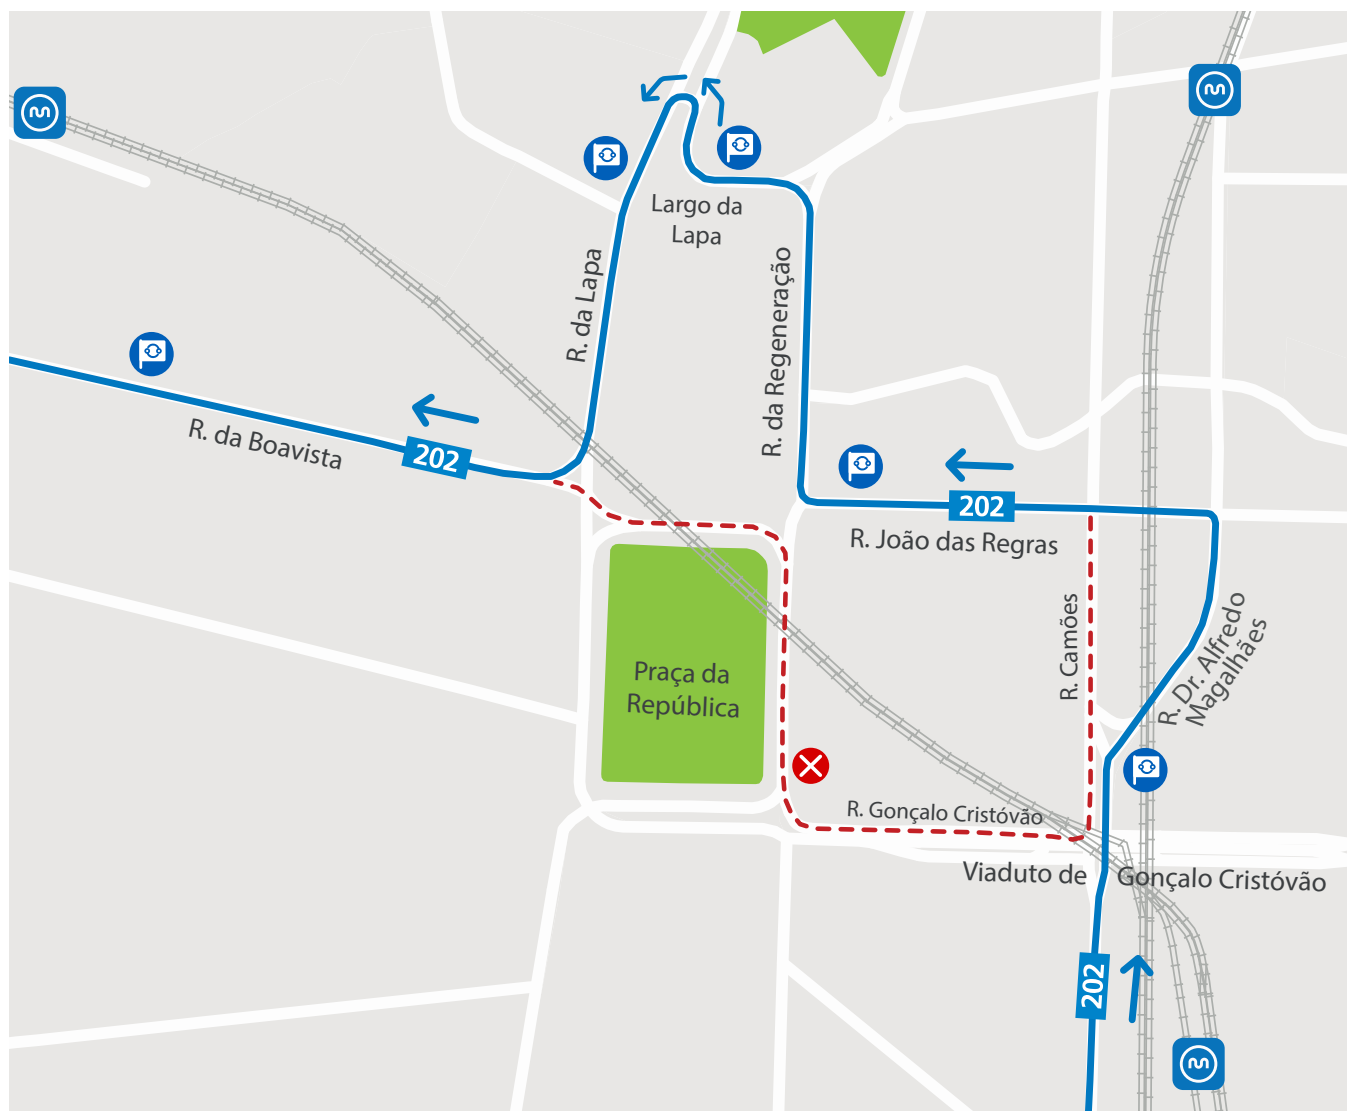 Largo da
Lapa
R. da Lapa
R. da Regeneração
R. da Boavista
202
202
R. João das Regras
R. Camões
R. Dr. Alfredo
Magalhães
Praça da
República
R. Gonçalo Cristóvão
Viaduto de Gonçalo Cristóvão
202